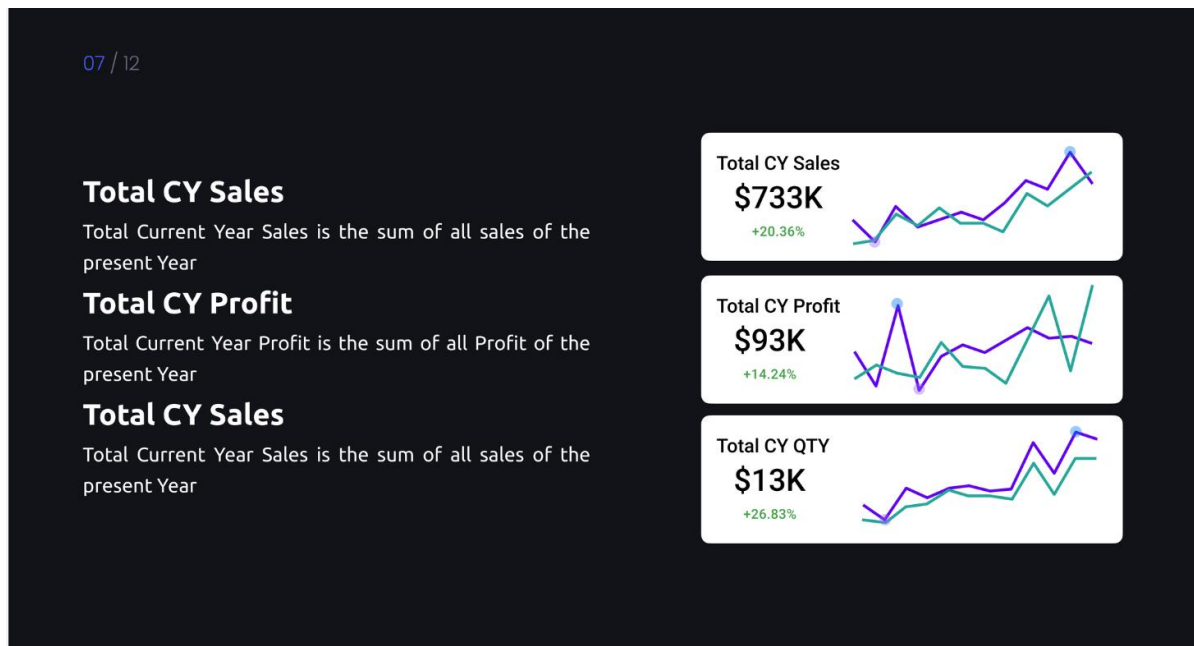 07 / 12
Total CY Sales
Total Current Year Sales is the sum of all sales of the
present Year
Total CY Profit
Total Current Year Profit is the sum of all Profit of the
present Year
Total CY Sales
Total Current Year Sales is the sum of all sales of the
present Year
Total CY Sales
$733K
+20.36%
Total CY Profit
$93K
+14.24%
Total CY QTY
$13K
+26.83%